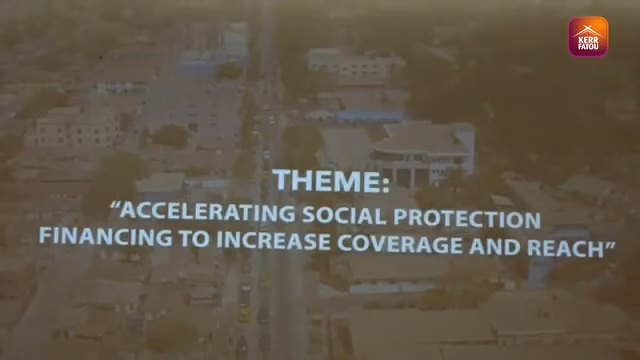 KERR
FATOU
THEME:
“ACCELERATING SOCIAL PROTECTION
FINANCING TO INCREASE COVERAGE AND REACH”